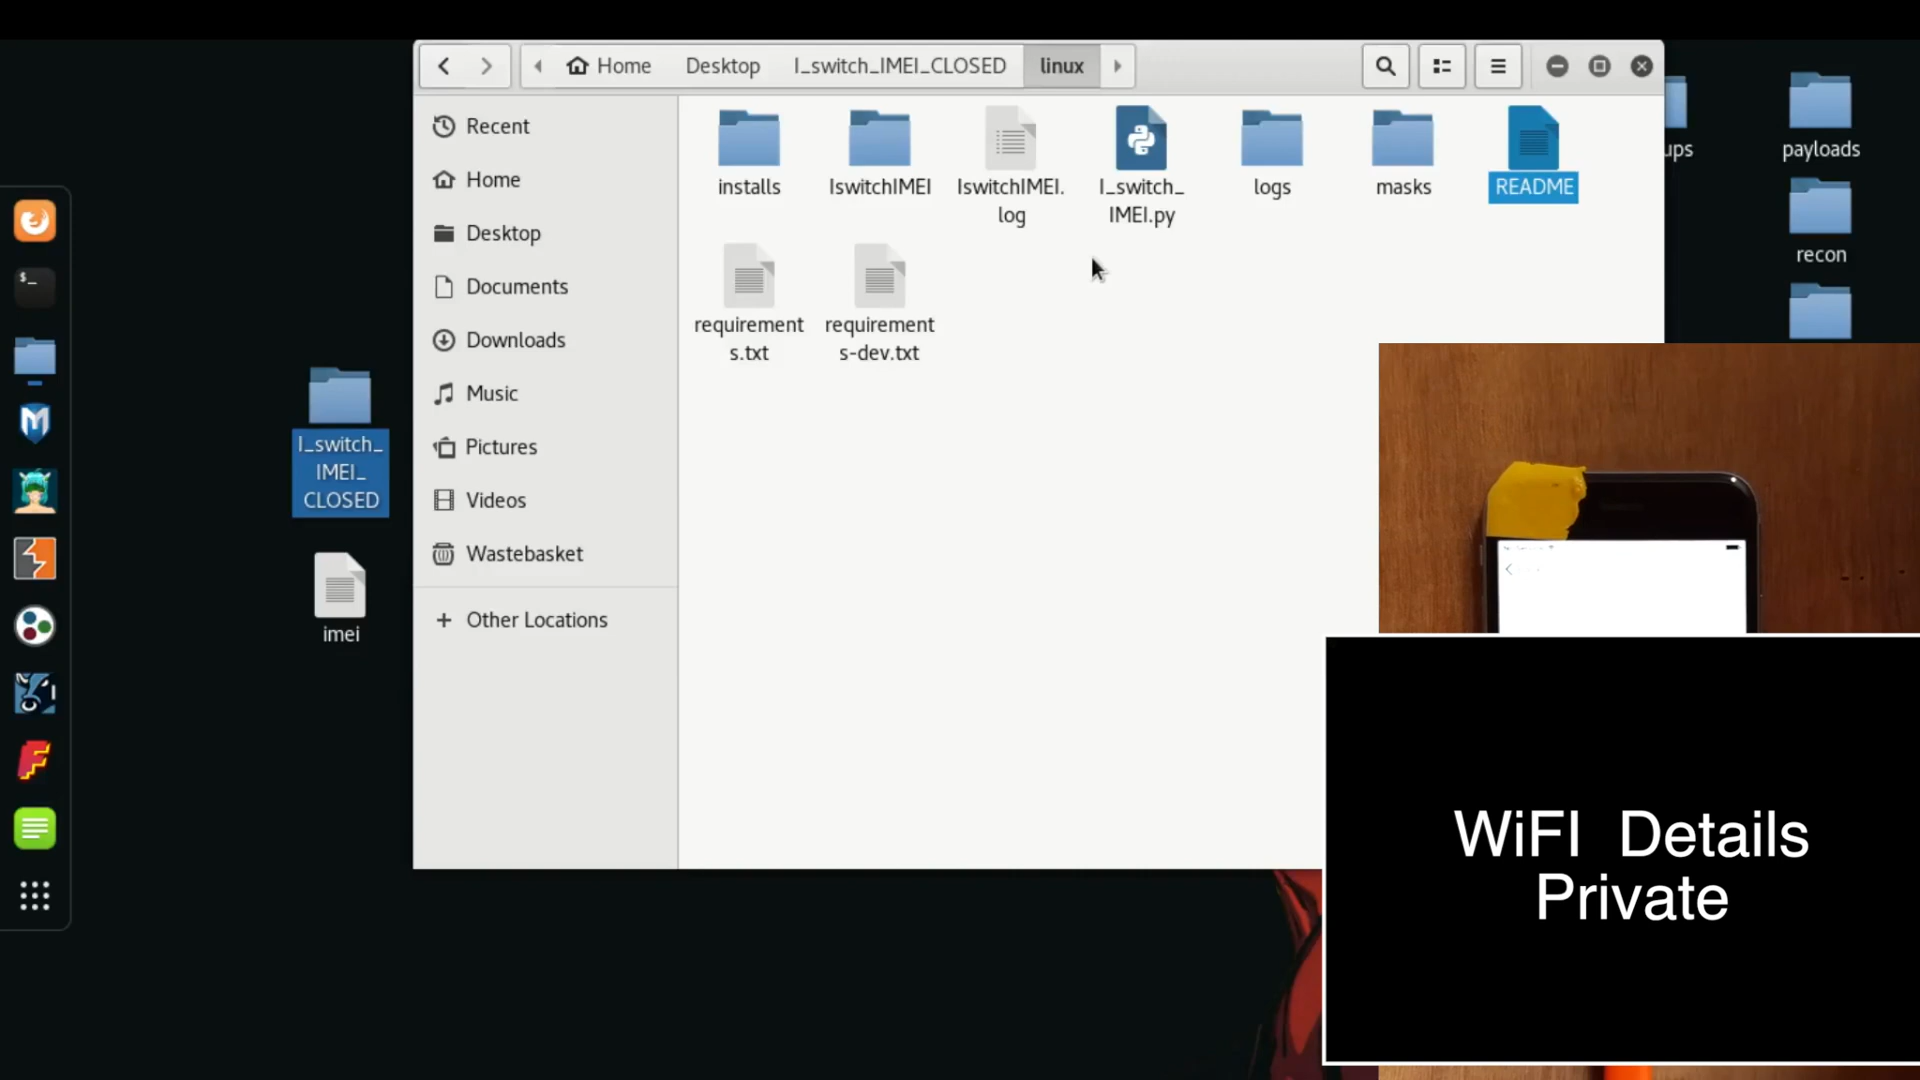 Home Desktop I_switch_IMEI_CLOSED linux
Recent
Home
Desktop
Documents
Downloads
Music
Pictures
Videos
Wastebasket
Other Locations
installs
IswitchIMEI
IswitchIMEI.
log
I_switch_
IMEI.py
logs
masks
README
requirement
s.txt
requirement
s-dev.txt
I_switch_
IMEI_
CLOSED
imei
ups
payloads
recon
WiFI Details
Private